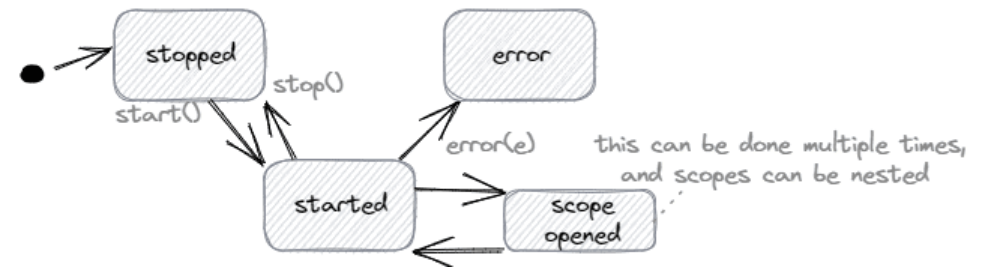 stopped
error
stop()
start()
error(e)
this can be done multiple times,
and scopes can be nested
started
scope
opened